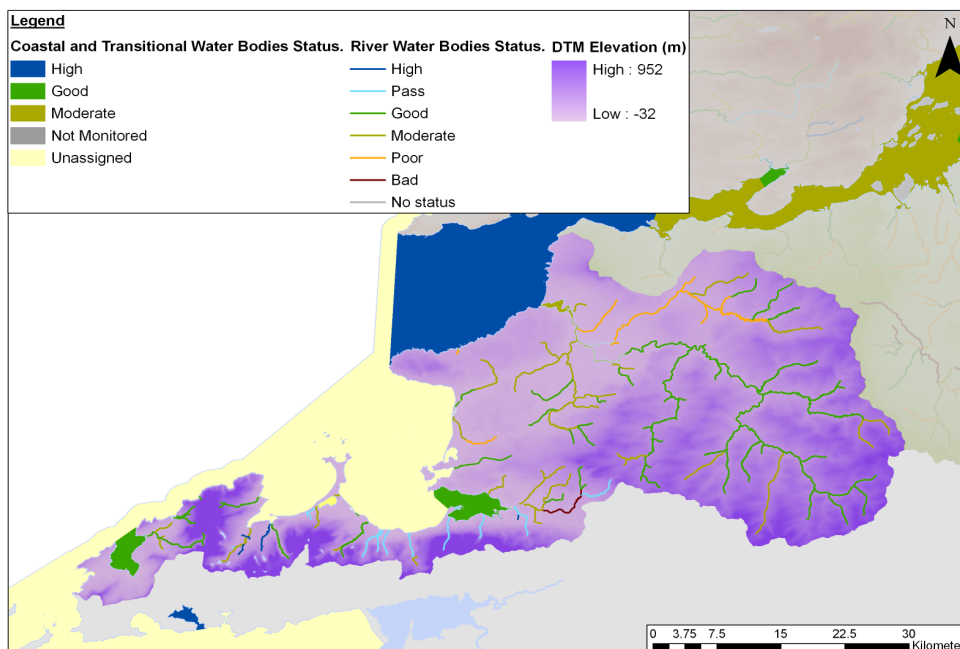 Legend
Coastal and Transitional Water Bodies Status. River Water Bodies Status. DTM Elevation (m)
High
Good
Moderate
Not Monitored
Unassigned
High
Pass
Good
Moderate
Poor
Bad
No status
High : 952
Low : -32
N
0 3.75 7.5 15 22.5 30
Kilomete